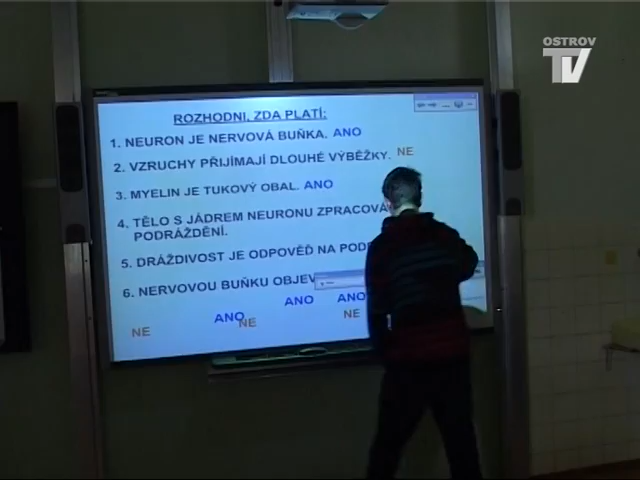 OSTROV
TV
ROZHODNI, ZDA PLATÍ:
1. NEURON JE NERVOVÁ BUŇKA. ANO
2. VZRUCHY PŘIJÍMAJÍ DLOUHÉ VÝBĚŽKY. NE
3. MYELIN JE TUKOVÝ OBAL. ANO
4. TĚLO S JÁDREM NEURONU ZPRACOVÁ
PODRÁŽDĚNÍ.
5. DRÁŽDIVOST JE ODPOVĚĎ NA POD
6. NERVOVOU BUŇKU OBJEV
ANO ANO
ANO NE NE
NE